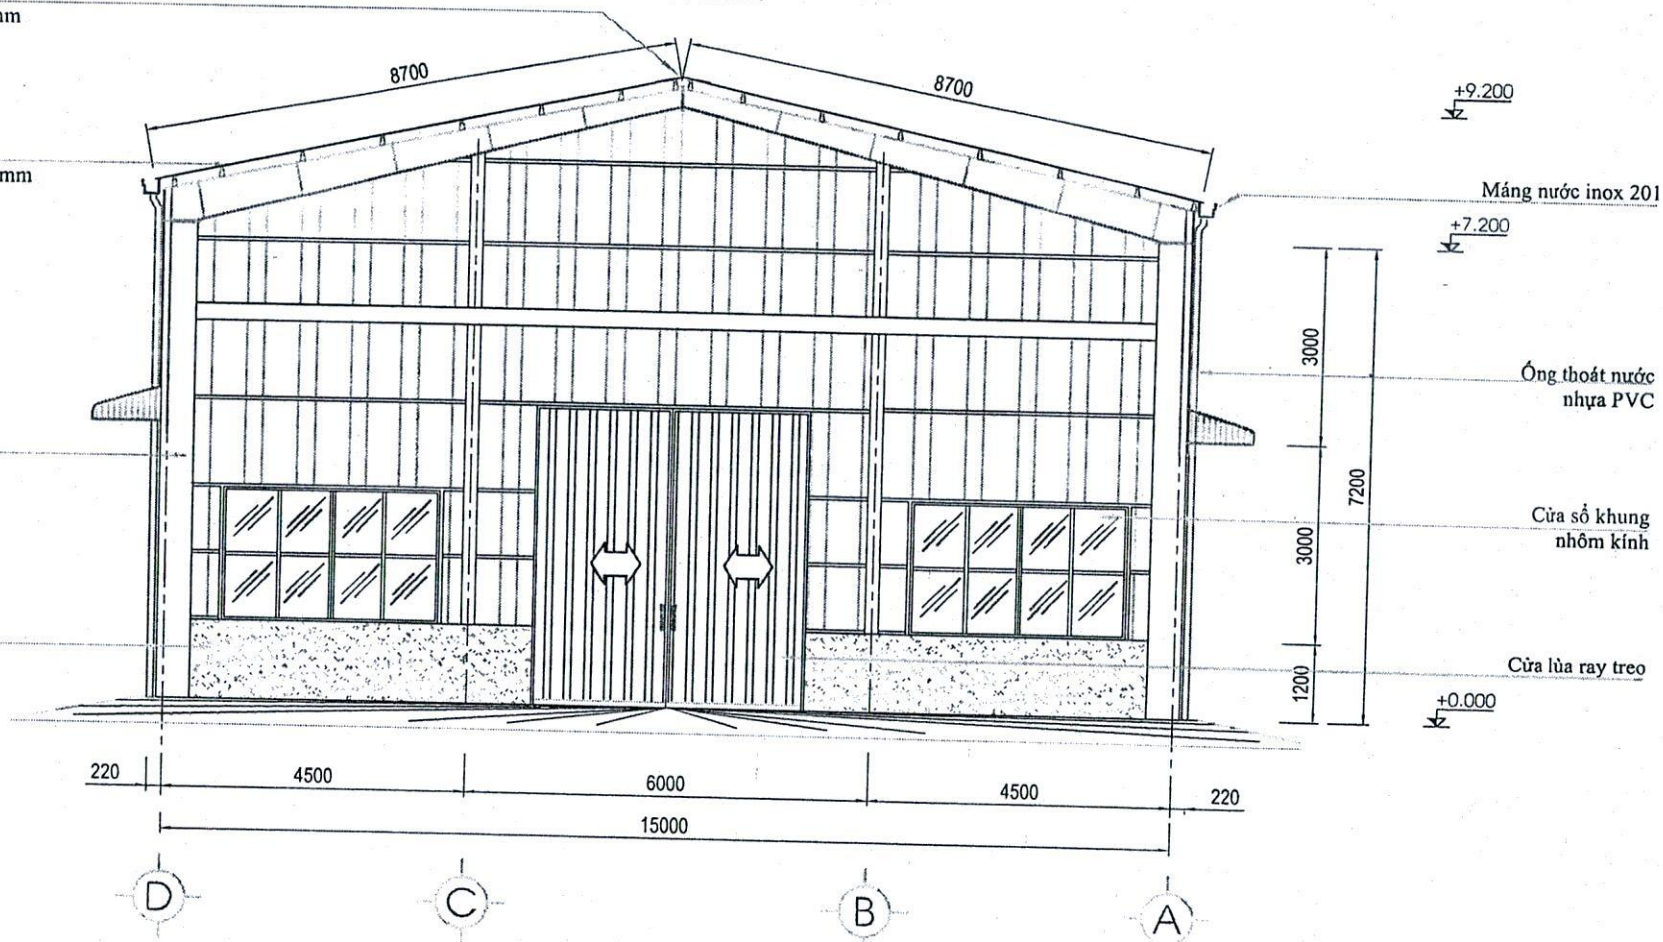 mm
8700
8700
+9.200
mm
Máng nước inox 201
+7.200
3000
Ống thoát nước
nhựa PVC
7200
Cửa sổ khung
nhôm kính
3000
Cửa lùa ray treo
1200
+0.000
220
4500
6000
4500
220
15000
D
C
B
A